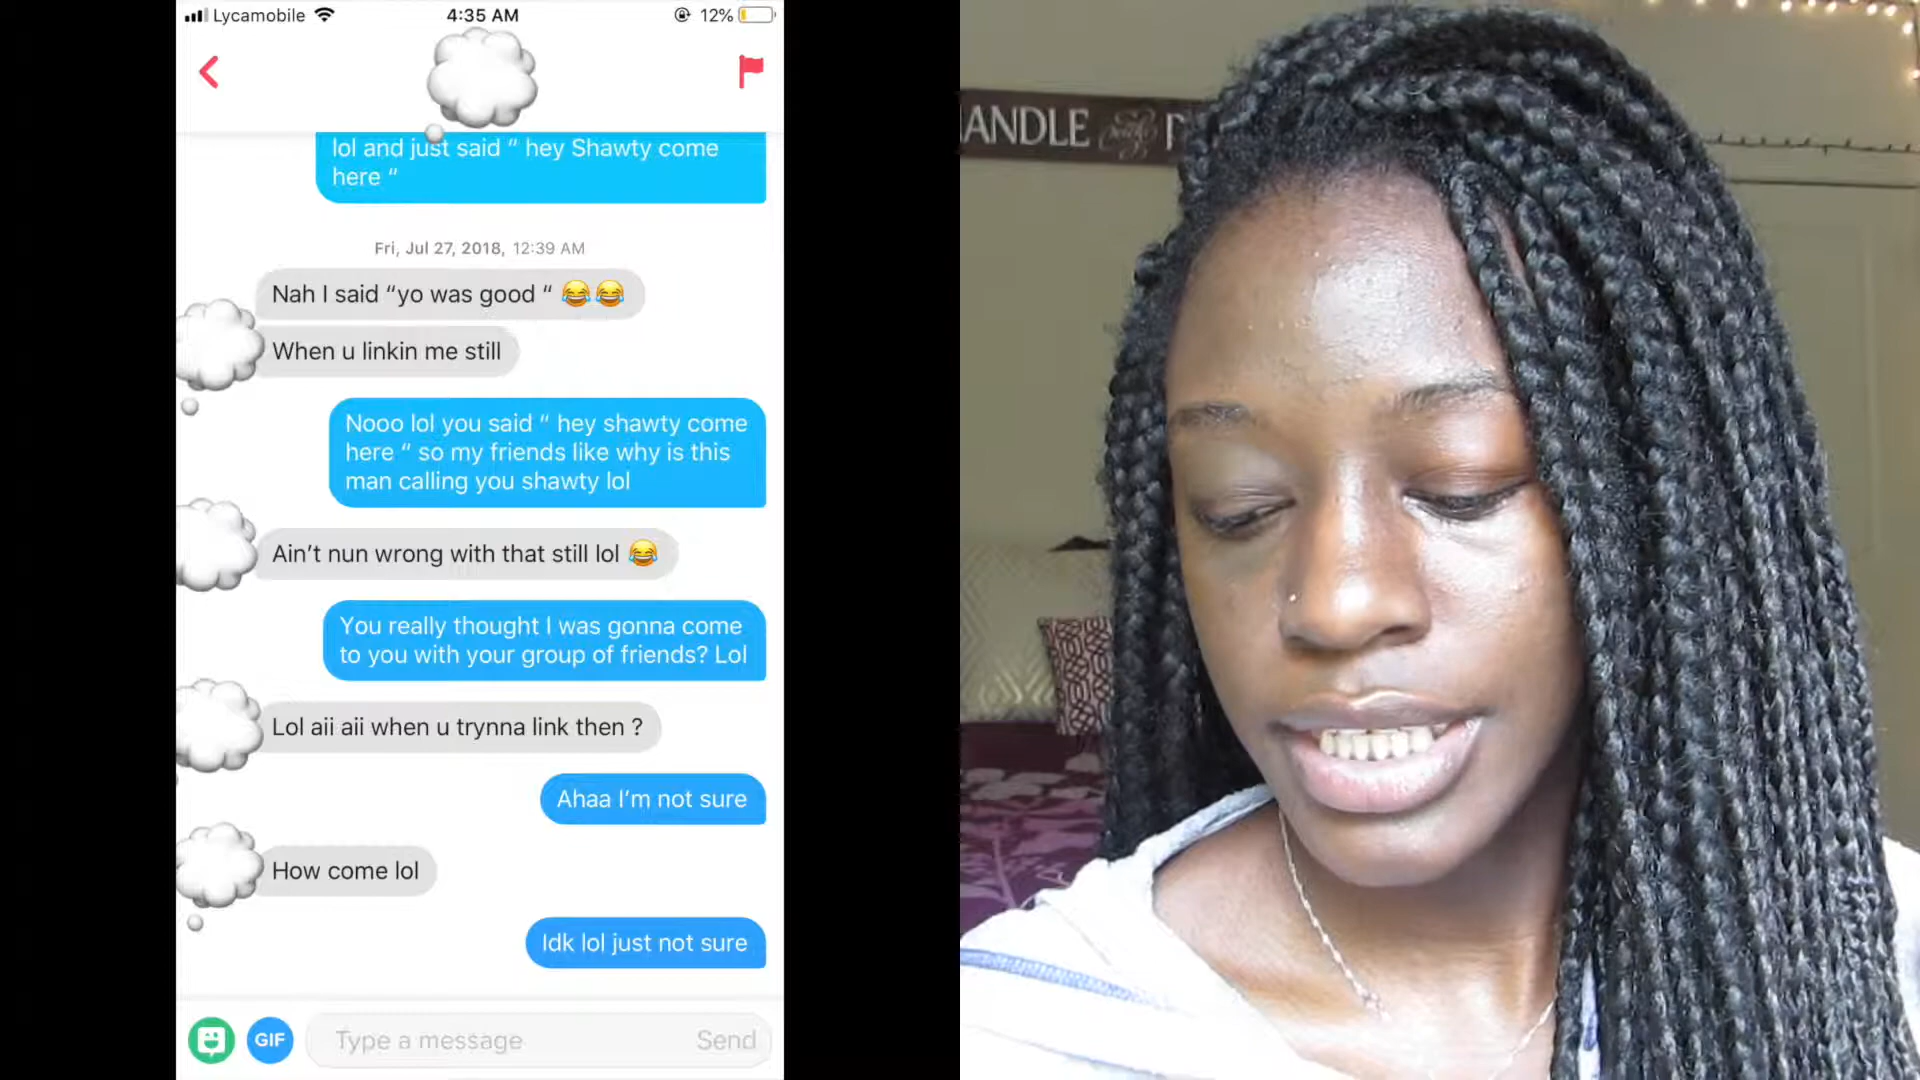 Lycamobile
4:35 AM
12%
lol and just said “ hey Shawty come
here “
Fri, Jul 27, 2018, 12:39 AM
Nah I said “yo was good “ 😂😂
When u linkin me still
Nooo lol you said “ hey shawty come
here “ so my friends like why is this
man calling you shawty lol
Ain’t nun wrong with that still lol 😂
You really thought I was gonna come
to you with your group of friends? Lol
Lol aii aii when u trynna link then ?
Ahaa I’m not sure
How come lol
Idk lol just not sure
GIF
Type a message
Send
ANDLE